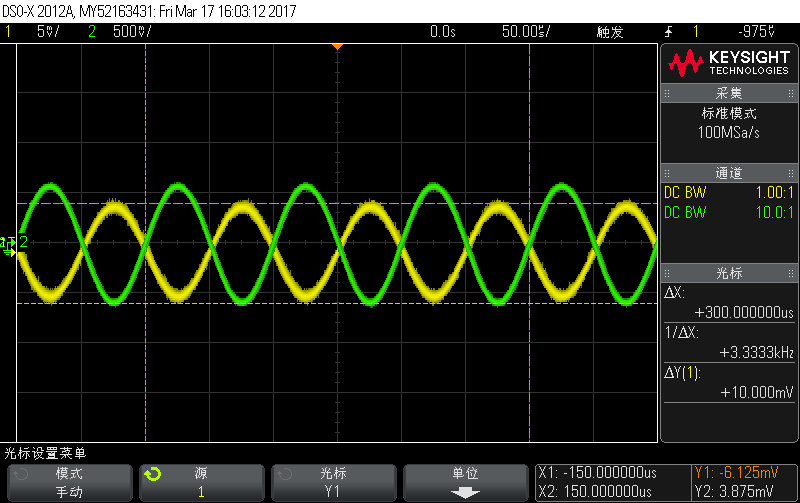 DSO-X 2012A, MY52163431: Fri Mar 17 16:03:12 2017
1 5㎷/ 2 500㎷/ 0.0s 50.00㎲/ 触发 1 -975㎶
KEYSIGHT
TECHNOLOGIES
采集
标准模式
100MSa/s
通道
DC BW 1.00:1
DC BW 10.0:1
光标
ΔX:
+300.000000us
1/ΔX:
+3.3333kHz
ΔY(1):
+10.000mV
2
光标设置菜单
模式
手动
源
1
光标
Y1
单位
X1: -150.000000us
X2: 150.000000us
Y1: -6.125mV
Y2: 3.875mV